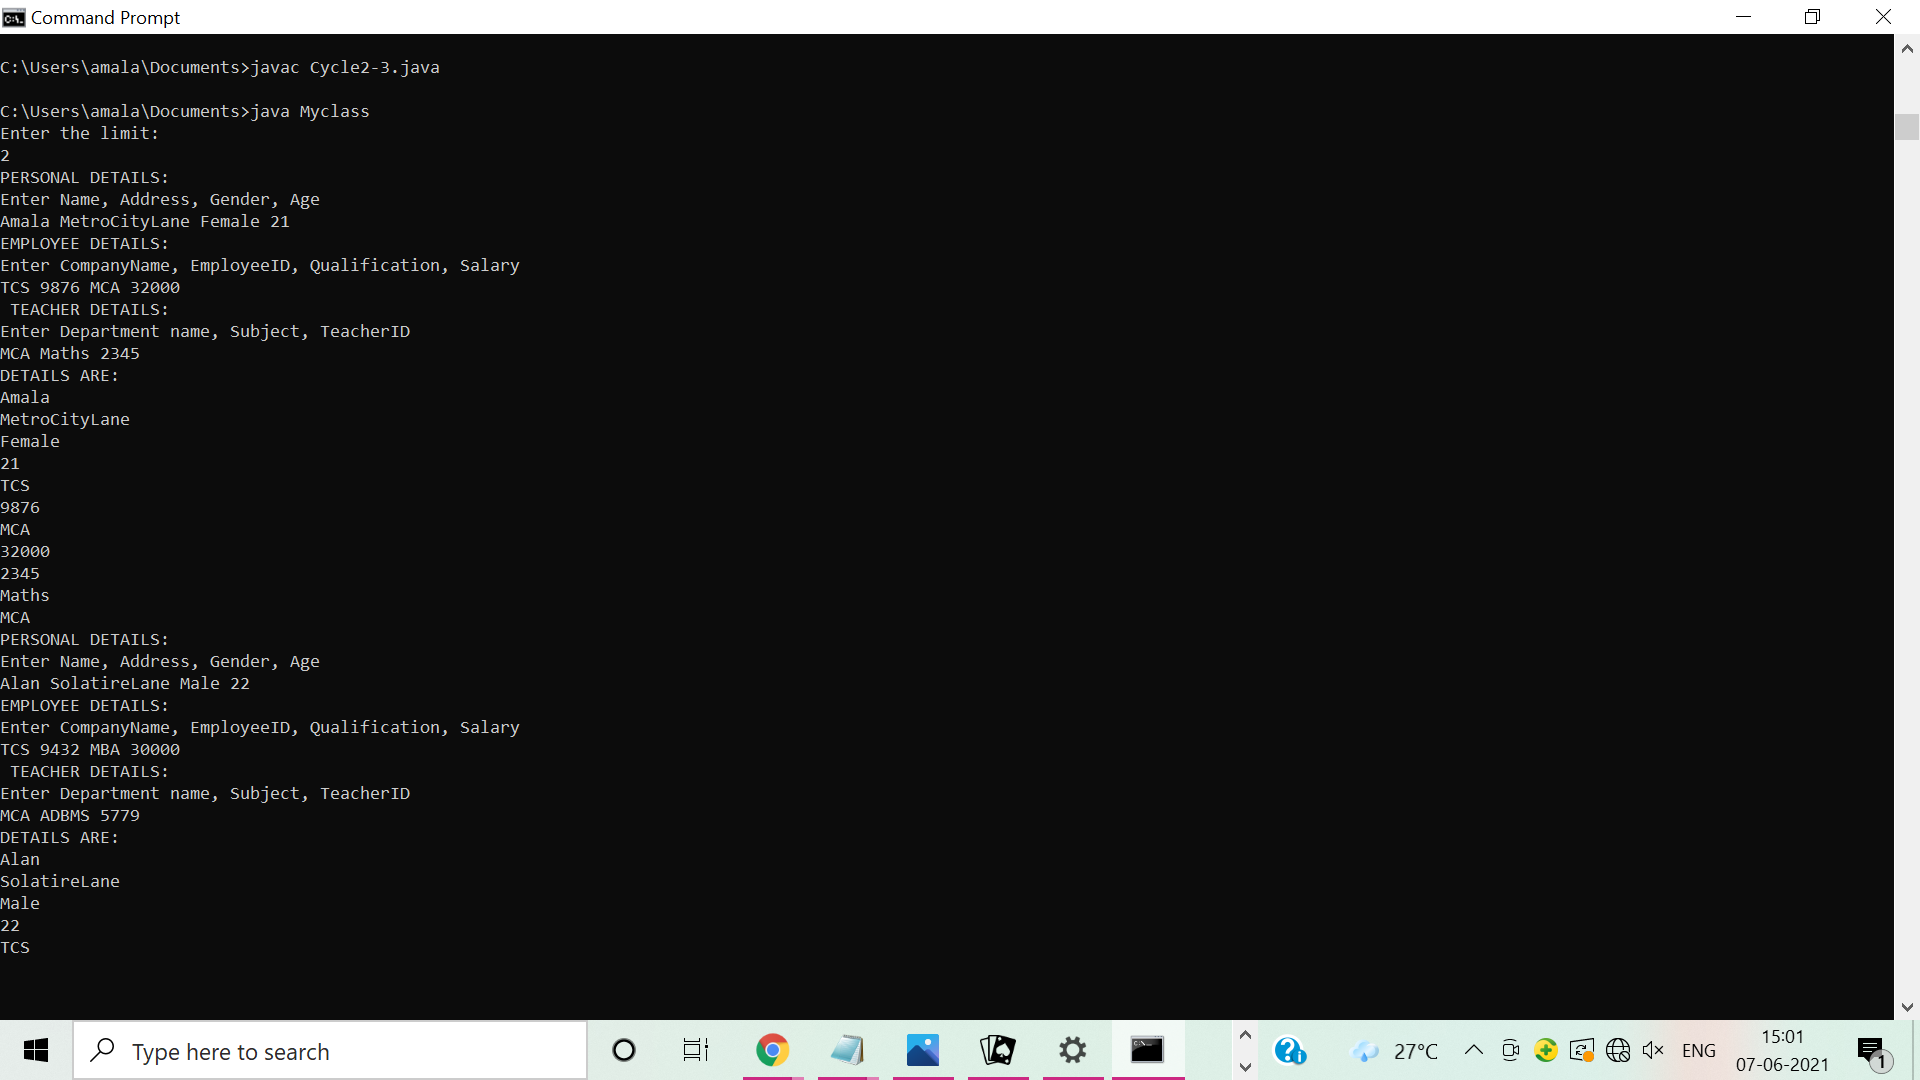 Command Prompt
C:\Users\amala\Documents>javac Cycle2-3.java
C:\Users\amala\Documents>java Myclass
Enter the limit:
2
PERSONAL DETAILS:
Enter Name, Address, Gender, Age
Amala MetroCityLane Female 21
EMPLOYEE DETAILS:
Enter CompanyName, EmployeeID, Qualification, Salary
TCS 9876 MCA 32000
 TEACHER DETAILS:
Enter Department name, Subject, TeacherID
MCA Maths 2345
DETAILS ARE:
Amala
MetroCityLane
Female
21
TCS
9876
MCA
32000
2345
Maths
MCA
PERSONAL DETAILS:
Enter Name, Address, Gender, Age
Alan SolatireLane Male 22
EMPLOYEE DETAILS:
Enter CompanyName, EmployeeID, Qualification, Salary
TCS 9432 MBA 30000
 TEACHER DETAILS:
Enter Department name, Subject, TeacherID
MCA ADBMS 5779
DETAILS ARE:
Alan
SolatireLane
Male
22
TCS
Type here to search
27°C
ENG
15:01
07-06-2021
1